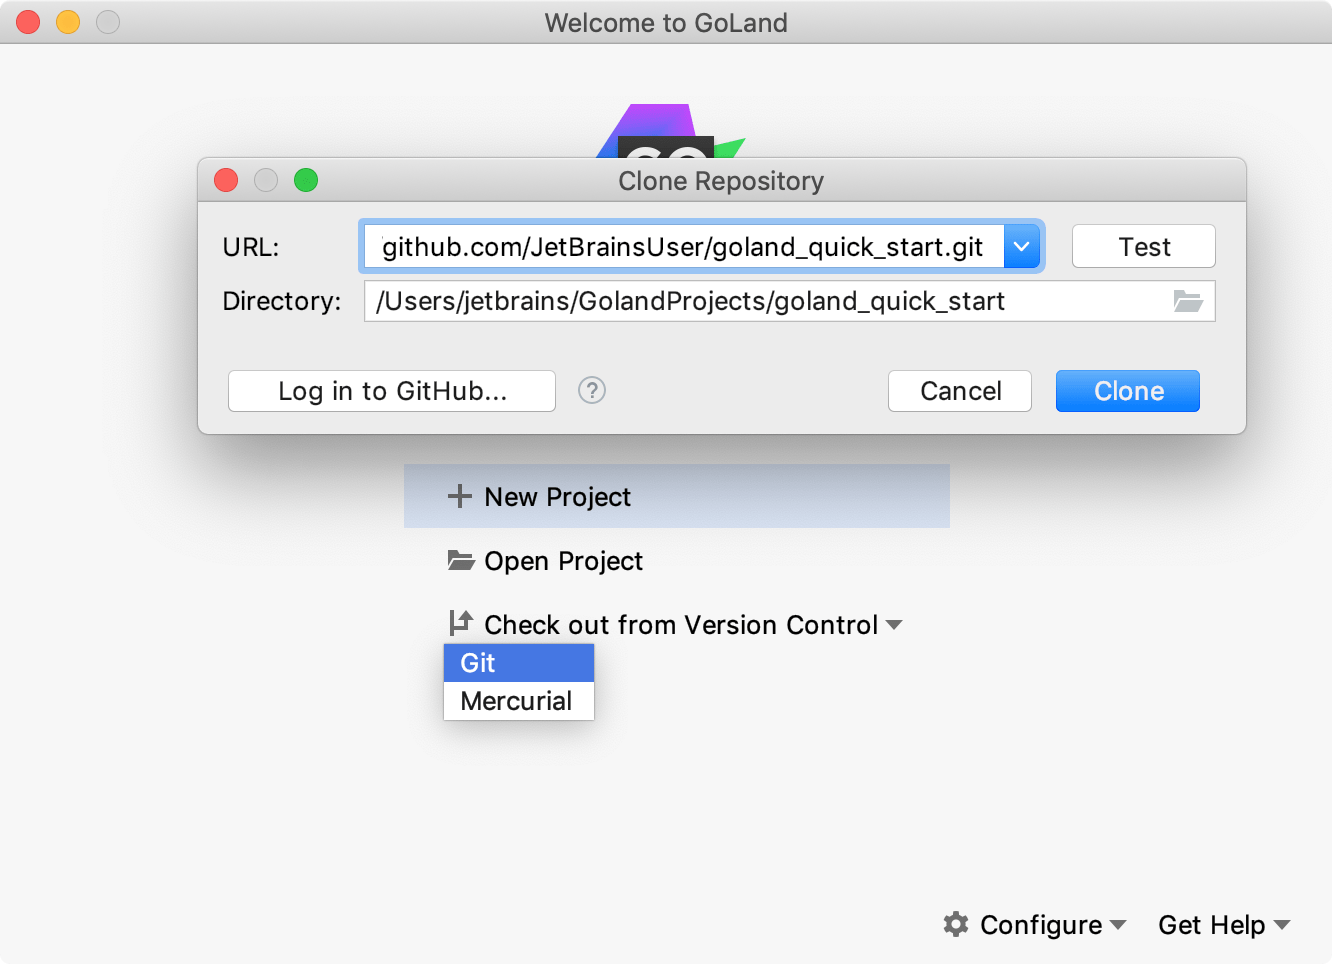 Welcome to GoLand
GO
Clone Repository
URL:
github.com/JetBrainsUser/goland_quick_start.git
Test
Directory:
/Users/jetbrains/GolandProjects/goland_quick_start
Log in to GitHub...
?
Cancel
Clone
New Project
Open Project
Check out from Version Control
Git
Mercurial
Configure
Get Help